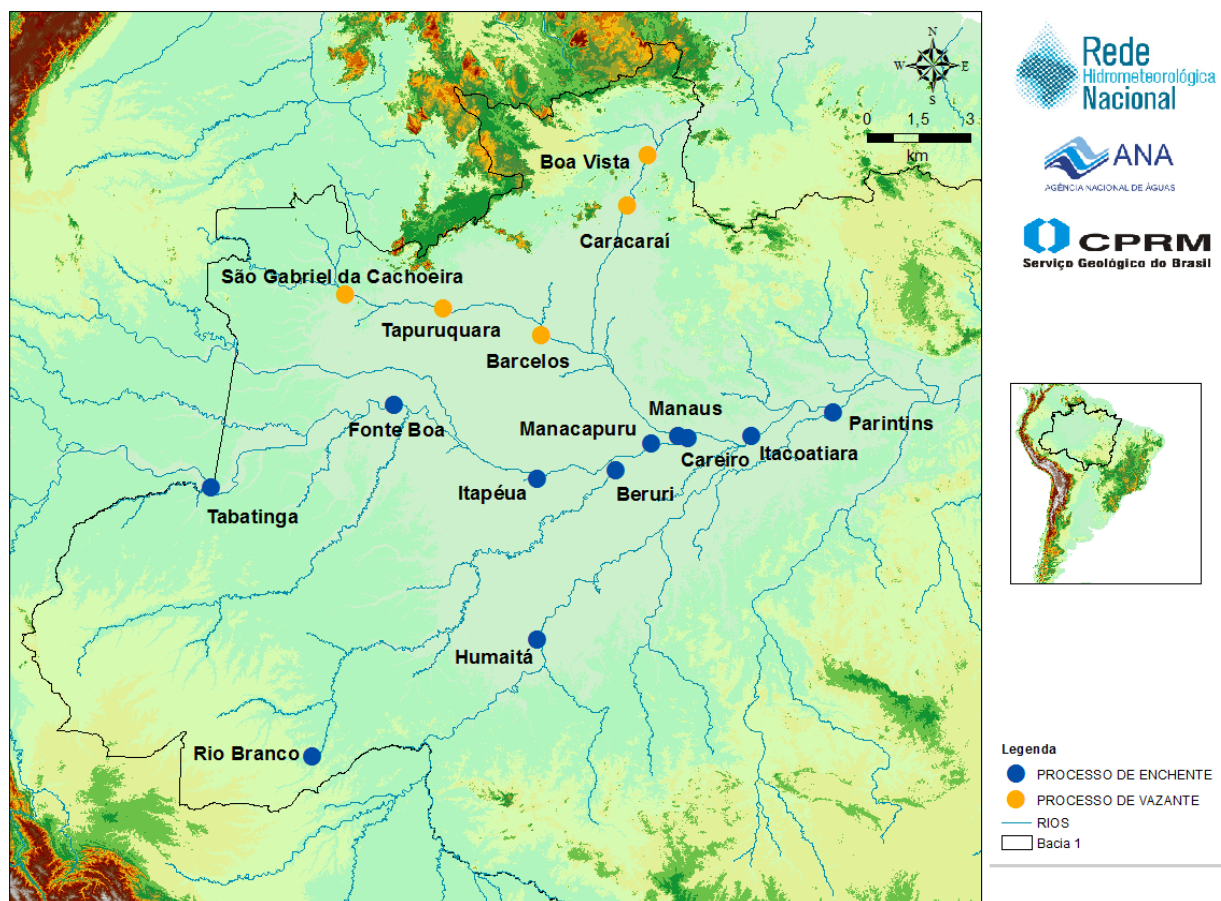 N
W E
S
0 1,5 3
km
Boa Vista
Caracaraí
São Gabriel da Cachoeira
Tapuruquara
Barcelos
Fonte Boa
Manaus
Manacapuru
Parintins
Careiro
Itacoatiara
Itapéua
Beruri
Tabatinga
Humaitá
Rio Branco
Rede
Hidrometeorológica
Nacional
ANA
AGÊNCIA NACIONAL DE ÁGUAS
CPRM
Serviço Geológico do Brasil
Legenda
PROCESSO DE ENCHENTE
PROCESSO DE VAZANTE
RIOS
Bacia 1